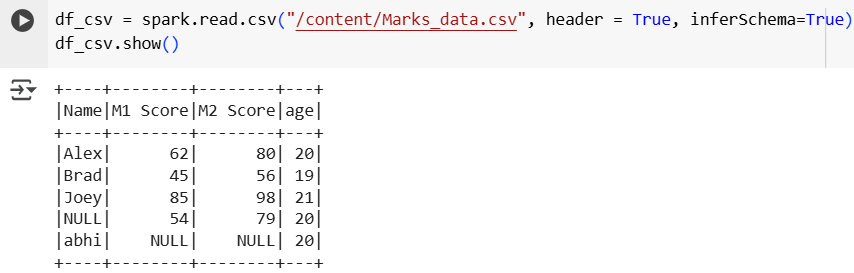 df_csv = spark.read.csv("/content/Marks_data.csv", header = True, inferSchema=True)
df_csv.show()
+----+--------+--------+---+
|Name|M1 Score|M2 Score|age|
+----+--------+--------+---+
|Alex|      62|      80| 20|
|Brad|      45|      56| 19|
|Joey|      85|      98| 21|
|NULL|      54|      79| 20|
|abhi|    NULL|    NULL| 20|
+----+--------+--------+---+